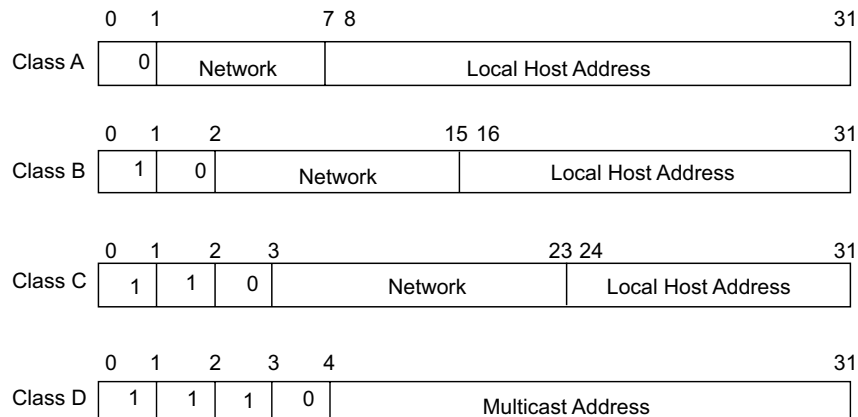 0 1 7 8 31
Class A 0 Network Local Host Address
0 1 2 15 16 31
Class B 1 0 Network Local Host Address
0 1 2 3 23 24 31
Class C 1 1 0 Network Local Host Address
0 1 2 3 4 31
Class D 1 1 1 0 Multicast Address